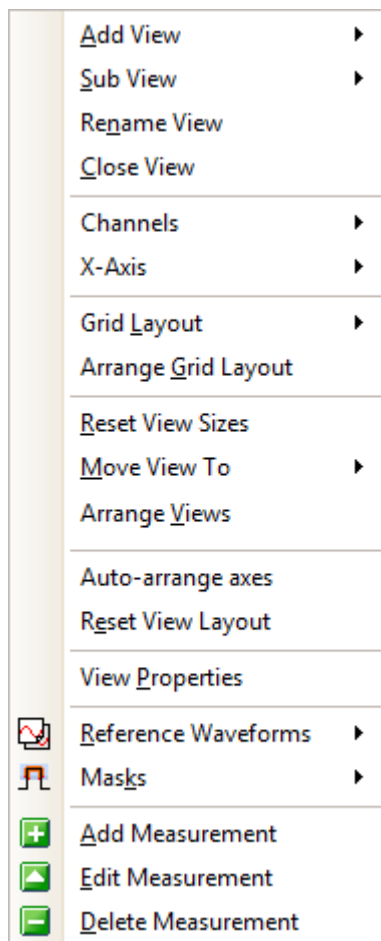 Add View
Sub View
Rename View
Close View
Channels
X-Axis
Grid Layout
Arrange Grid Layout
Reset View Sizes
Move View To
Arrange Views
Auto-arrange axes
Reset View Layout
View Properties
Reference Waveforms
Masks
Add Measurement
Edit Measurement
Delete Measurement